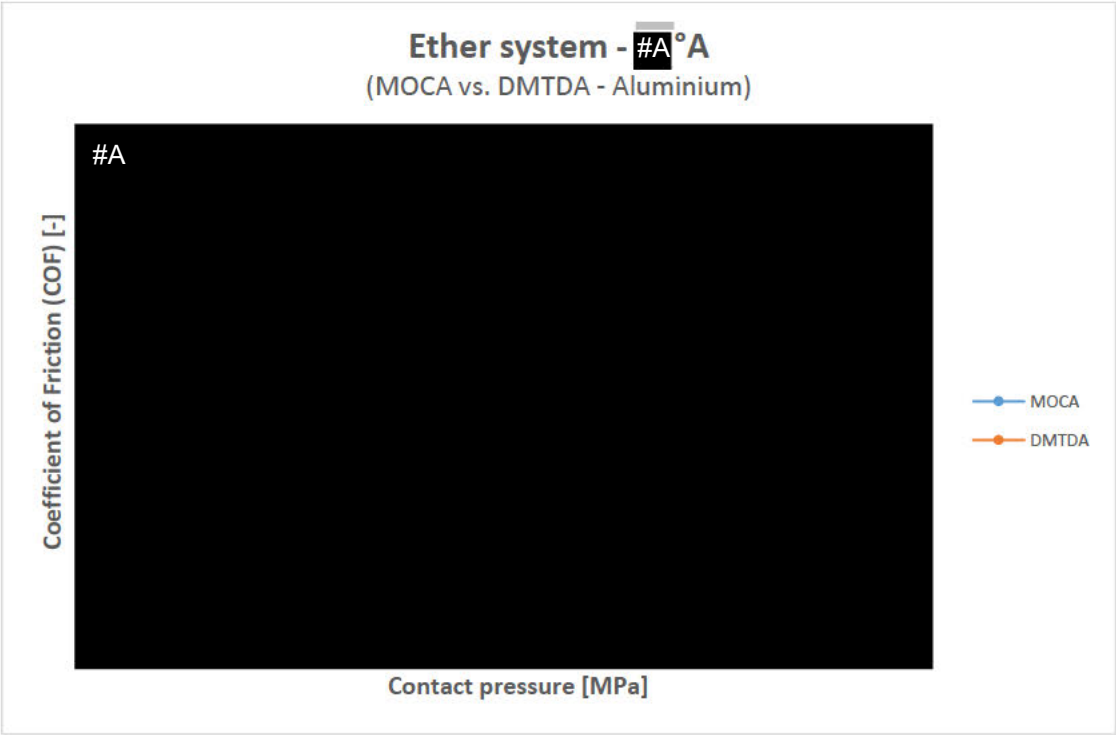 Ether system - #A°A
(MOCA vs. DMTDA - Aluminium)
#A
Coefficient of Friction (COF) [-]
MOCA
DMTDA
Contact pressure [MPa]